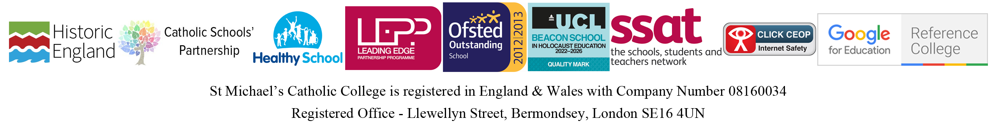 Historic
England
Catholic Schools’
Partnership
Healthy School
LEPP
LEADING EDGE
PARTNERSHIP PROGRAMME
Ofsted
Outstanding
School
2012|2013
UCL
BEACON SCHOOL
IN HOLOCAUST EDUCATION
2022–2026
QUALITY MARK
ssat
the schools, students and
teachers network
CLICK CEOP
Internet Safety
Google
for Education
Reference
College
St Michael’s Catholic College is registered in England & Wales with Company Number 08160034
Registered Office - Llewellyn Street, Bermondsey, London SE16 4UN